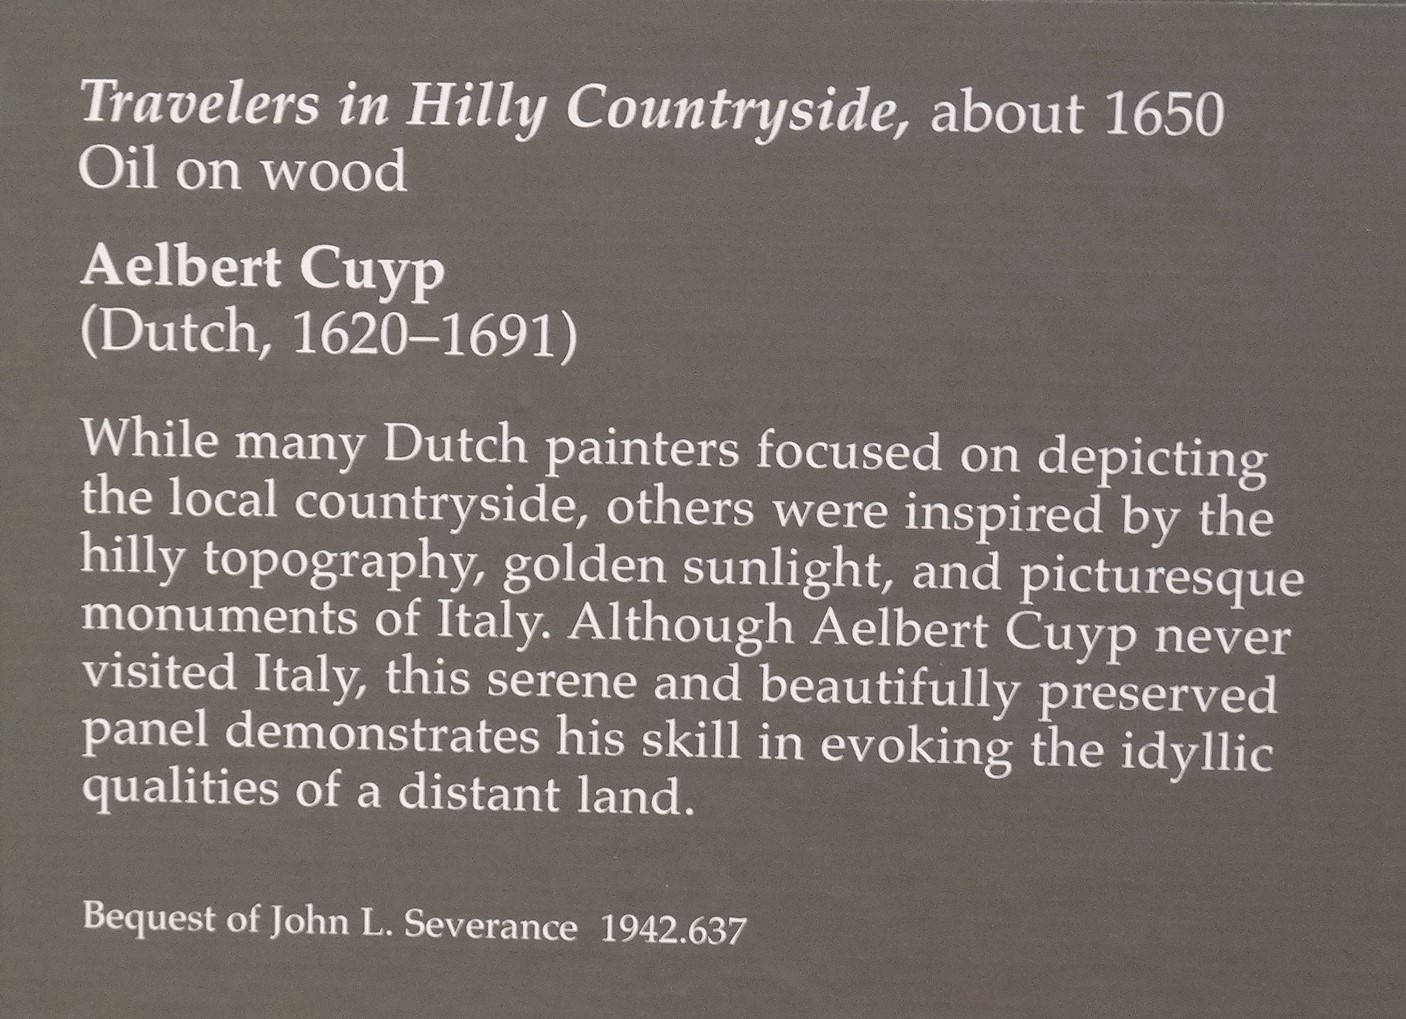 Travelers in Hilly Countryside, about 1650
Oil on wood
Aelbert Cuyp
(Dutch, 1620–1691)
While many Dutch painters focused on depicting
the local countryside, others were inspired by the
hilly topography, golden sunlight, and picturesque
monuments of Italy. Although Aelbert Cuyp never
visited Italy, this serene and beautifully preserved
panel demonstrates his skill in evoking the idyllic
qualities of a distant land.
Bequest of John L. Severance 1942.637